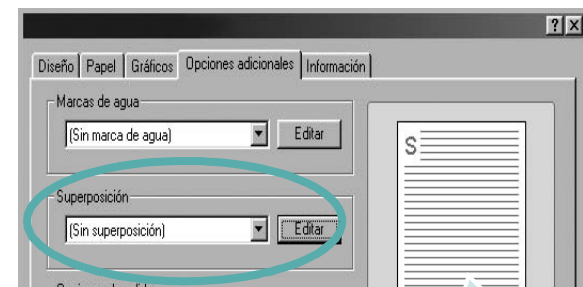 ? X
Diseño Papel Gráficos Opciones adicionales Información
Marcas de agua
(Sin marca de agua) Editar
S
Superposición
(Sin superposición) Editar